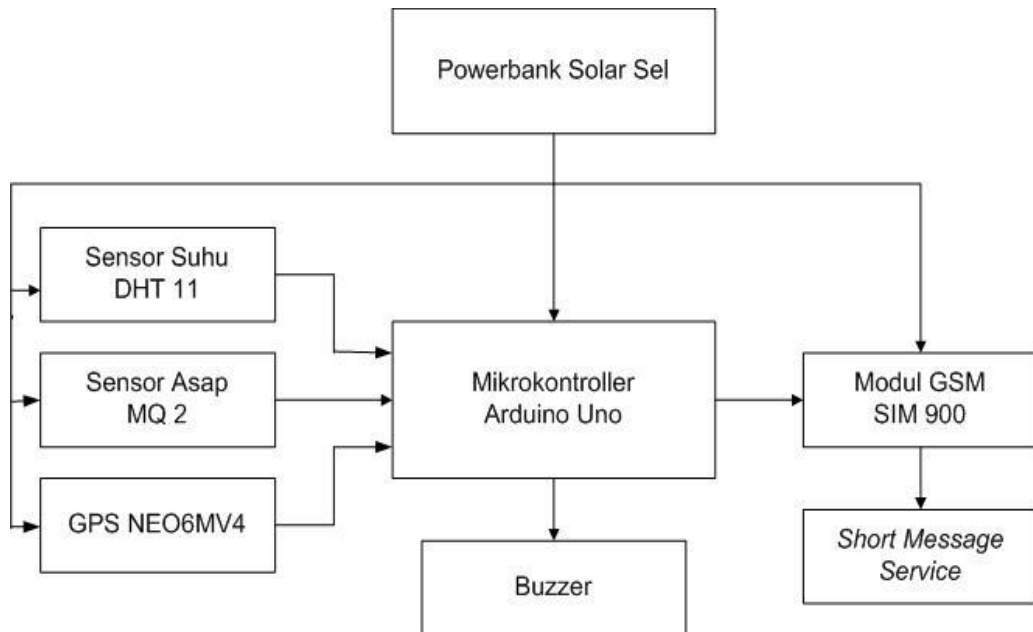 Powerbank Solar Sel
Sensor Suhu
DHT 11
Sensor Asap
MQ 2
GPS NEO6MV4
Mikrokontroller
Arduino Uno
Modul GSM
SIM 900
Buzzer
Short Message
Service